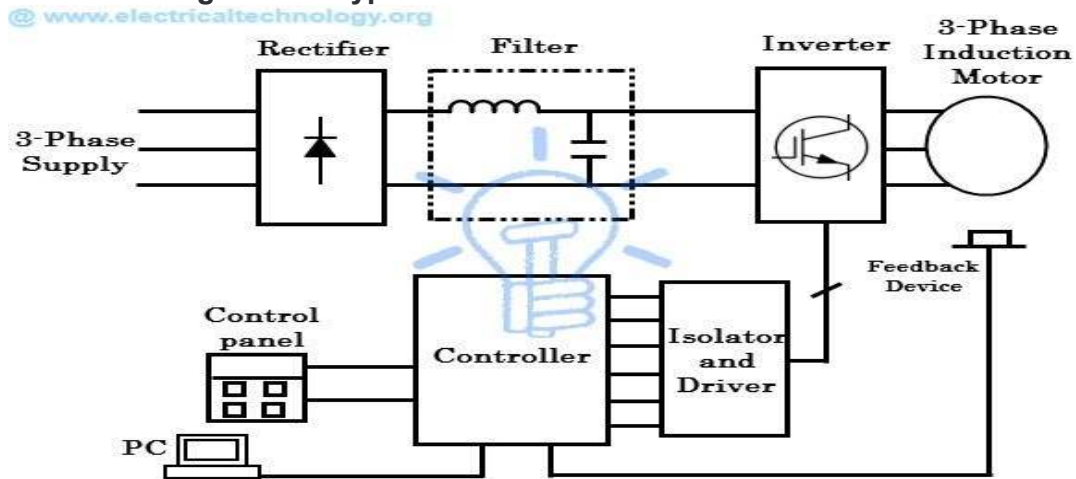 @ www.electricaltechnology.org
Rectifier
Filter
Inverter
3-Phase
Induction
Motor
3-Phase
Supply
Feedback
Device
Control
panel
Controller
Isolator
and
Driver
PC